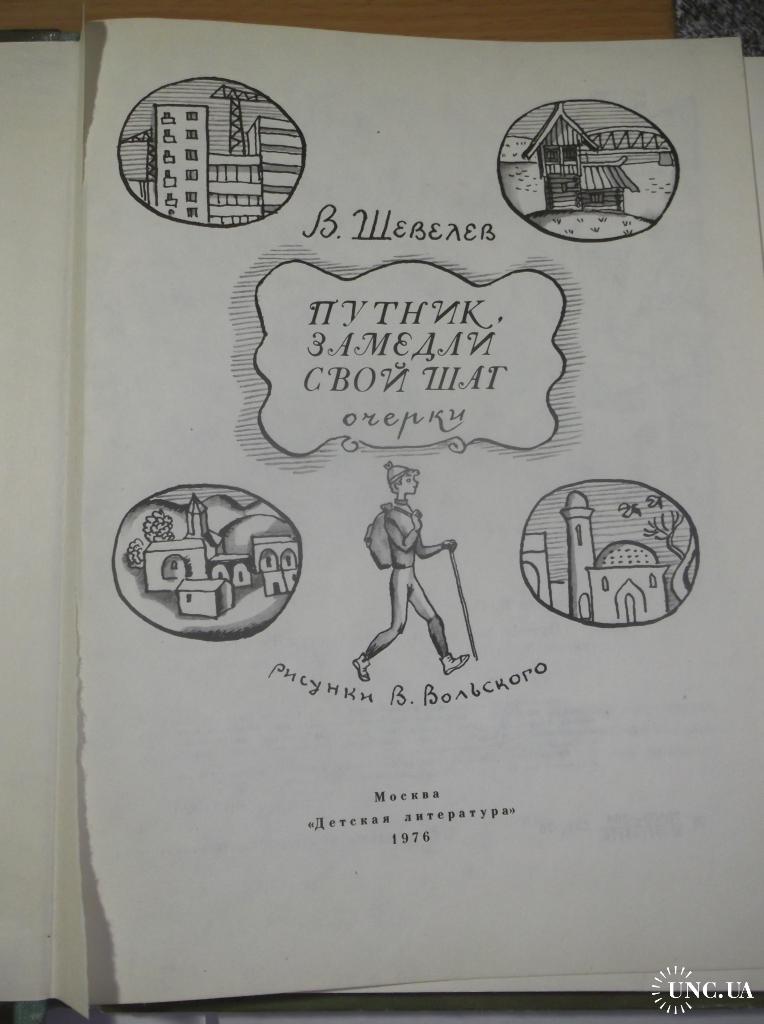 В. Шевелев
ПУТНИК,
ЗАМЕДЛИ
СВОЙ ШАГ
очерки
рисунки В. Вольского
Москва
«Детская литература»
1976
UNC.UA